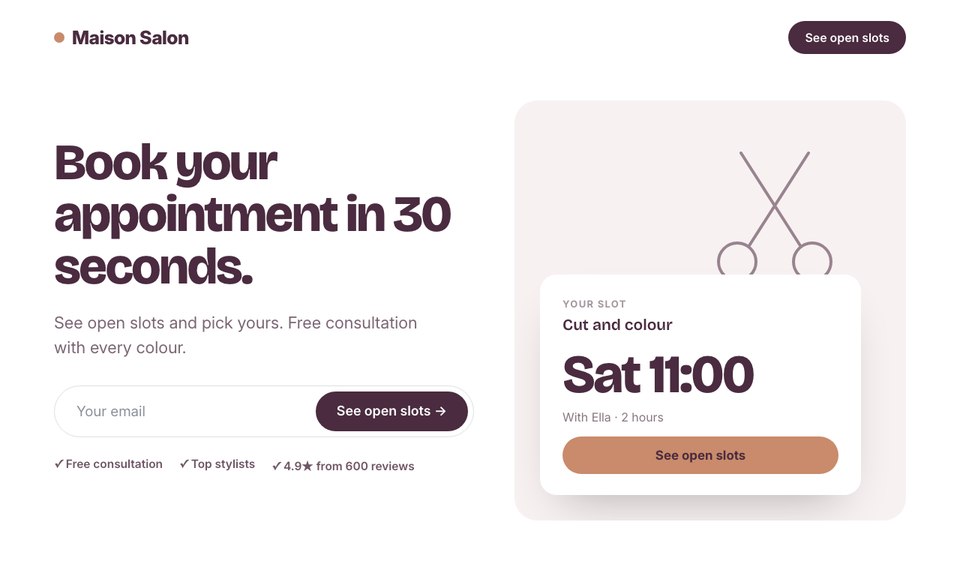 Maison Salon
See open slots
Book your
appointment in 30
seconds.
See open slots and pick yours. Free consultation
with every colour.
Your email
See open slots →
✓ Free consultation
✓ Top stylists
✓ 4.9★ from 600 reviews
YOUR SLOT
Cut and colour
Sat 11:00
With Ella · 2 hours
See open slots